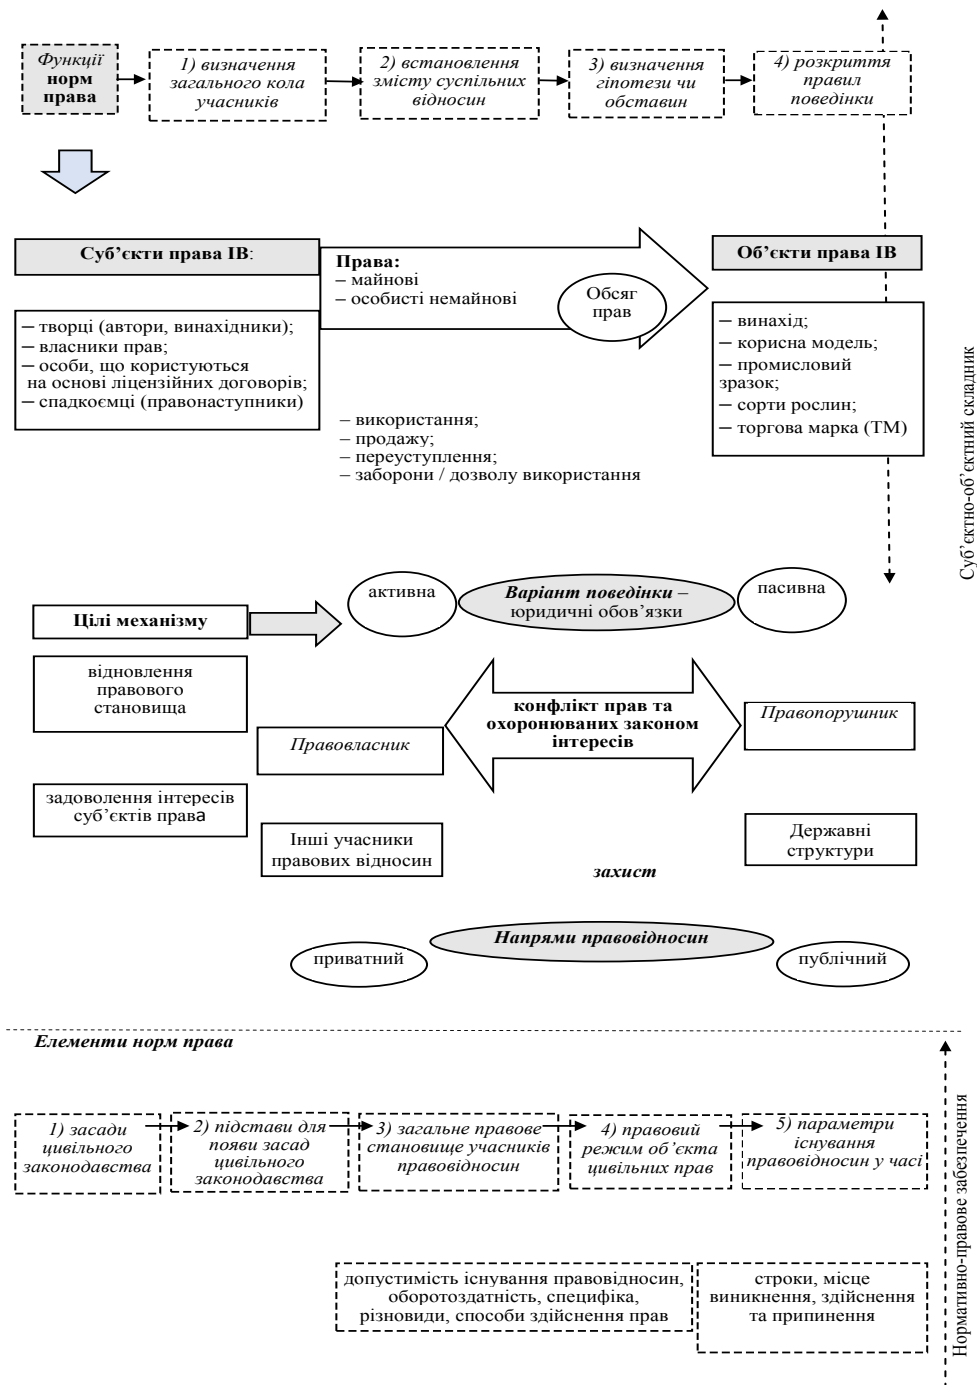 Функції
норм
права
1) визначення
загального кола
учасників
2) встановлення
змісту суспільних
відносин
3) визначення
гіпотези чи
обставин
4) розкриття
правил
поведінки
Суб’єкти права ІВ:
Права:
– майнові
– особисті немайнові
Обсяг
прав
Об’єкти права ІВ
– творці (автори, винахідники);
– власники прав;
– особи, що користуються
на основі ліцензійних договорів;
– спадкоємці (правонаступники)
– винахід;
– корисна модель;
– промисловий
зразок;
– сорти рослин;
– торгова марка (ТМ)
– використання;
– продажу;
– переуступлення;
– заборони / дозволу використання
Суб’єктно-об’єктний складник
активна
Варіант поведінки –
юридичні обов’язки
пасивна
Цілі механізму
відновлення
правового
становища
конфлікт прав та
охоронюваних законом
інтересів
Правовласник
Правопорушник
задоволення інтересів
суб’єктів права
Інші учасники
правових відносин
Державні
структури
захист
Напрями правовідносин
приватний
публічний
Елементи норм права
1) засади
цивільного
законодавства
2) підстави для
появи засад
цивільного
законодавства
3) загальне правове
становище учасників
правовідносин
4) правовий
режим об’єкта
цивільних прав
5) параметри
існування
правовідносин у часі
допустимість існування правовідносин,
оборотоздатність, специфіка,
різновиди, способи здійснення прав
строки, місце
виникнення, здійснення
та припинення
Нормативно-правове забезпечення